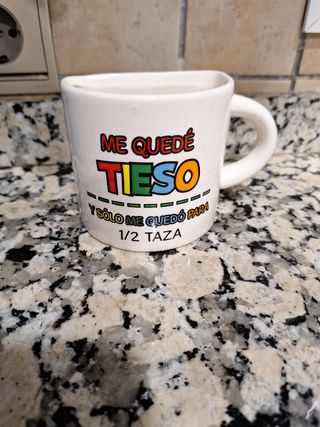 ME QUEDÉ
TIESO
Y SÓLO ME QUEDÓ PARA
1/2 TAZA